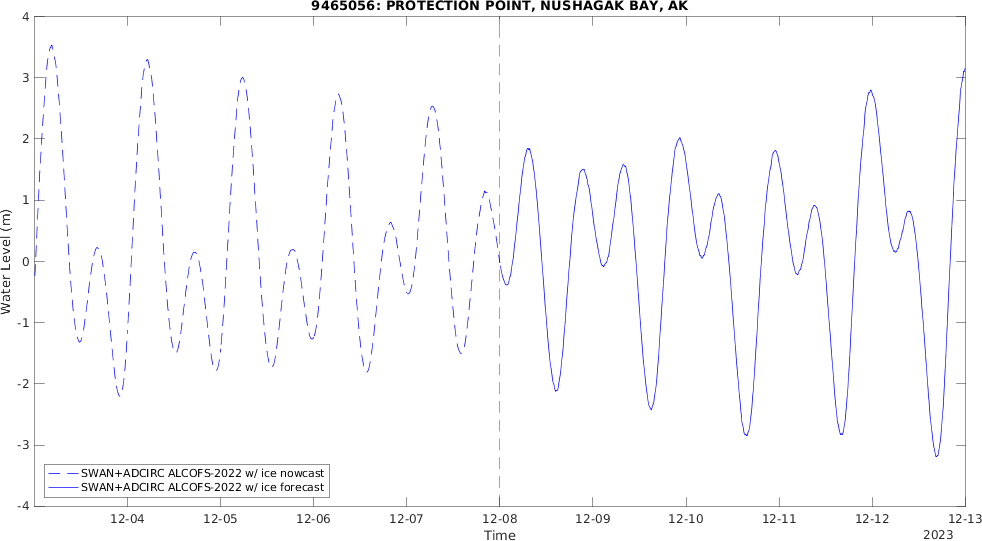 9465056: PROTECTION POINT, NUSHAGAK BAY, AK
4
3
2
1
0
-1
-2
-3
-4
Water Level (m)
SWAN+ADCIRC ALCOFS-2022 w/ ice nowcast
SWAN+ADCIRC ALCOFS-2022 w/ ice forecast
12-04 12-05 12-06 12-07 12-08 12-09 12-10 12-11 12-12 12-13
Time
2023